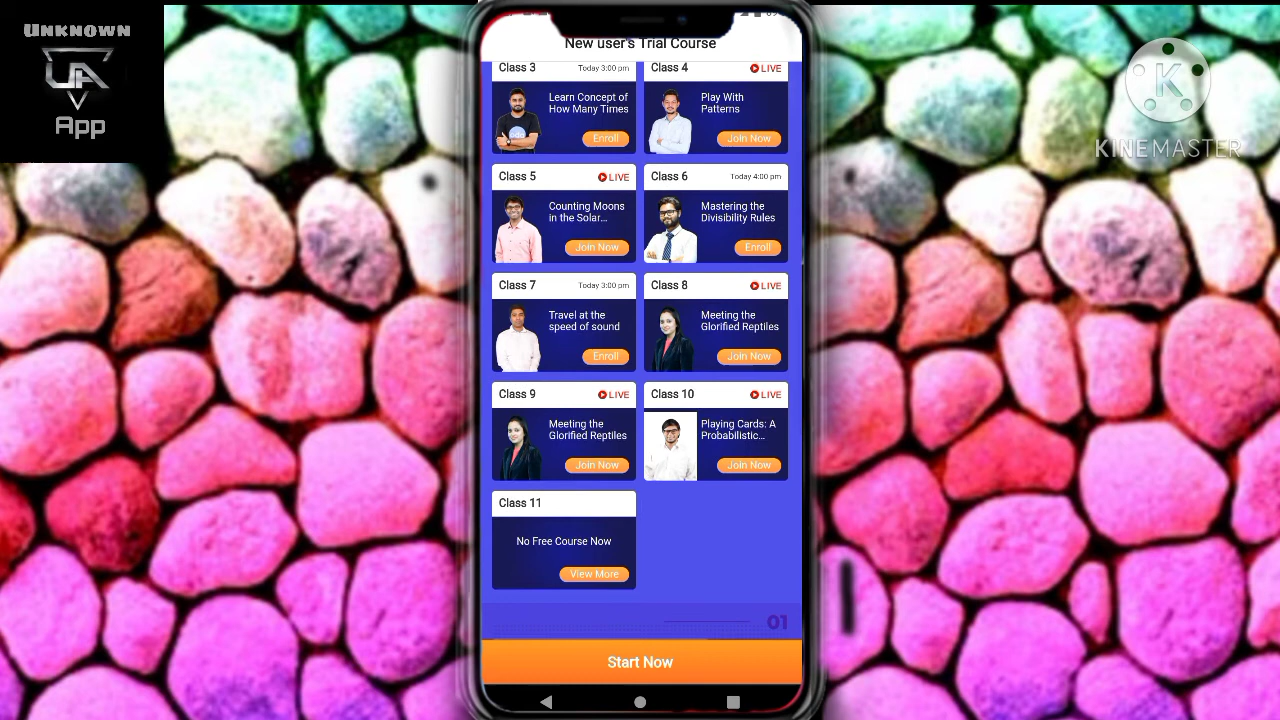 Unknown
UA
App
KINEMASTER
New user's Trial Course
Class 3 Today 3:00 pm
Learn Concept of
How Many Times
Enroll
Class 4 LIVE
Play With
Patterns
Join Now
Class 5 LIVE
Counting Moons
in the Solar...
Join Now
Class 6 Today 4:00 pm
Mastering the
Divisibility Rules
Enroll
Class 7 Today 3:00 pm
Travel at the
speed of sound
Enroll
Class 8 LIVE
Meeting the
Glorified Reptiles
Join Now
Class 9 LIVE
Meeting the
Glorified Reptiles
Join Now
Class 10 LIVE
Playing Cards: A
Probabilistic...
Join Now
Class 11
No Free Course Now
View More
01
Start Now